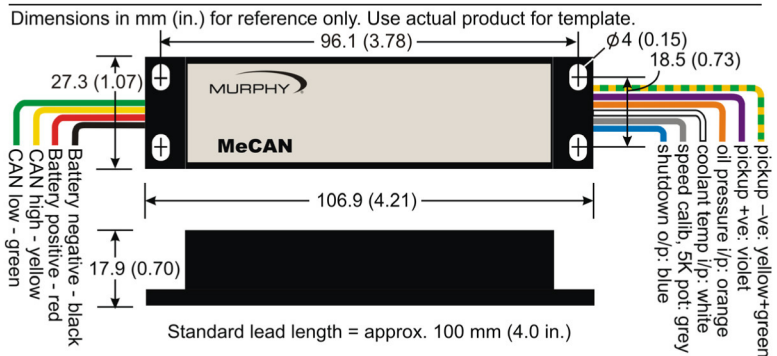 Dimensions in mm (in.) for reference only. Use actual product for template.
96.1 (3.78)
ϕ4 (0.15)
18.5 (0.73)
27.3 (1.07)
MURPHY
MeCAN
CAN low - green
CAN high - yellow
Battery positive - red
Battery negative - black
shutdown o/p: blue
speed calib, 5K pot: grey
coolant temp i/p: white
oil pressure i/p: orange
pickup +ve: violet
pickup –ve: yellow+green
106.9 (4.21)
17.9 (0.70)
Standard lead length = approx. 100 mm (4.0 in.)